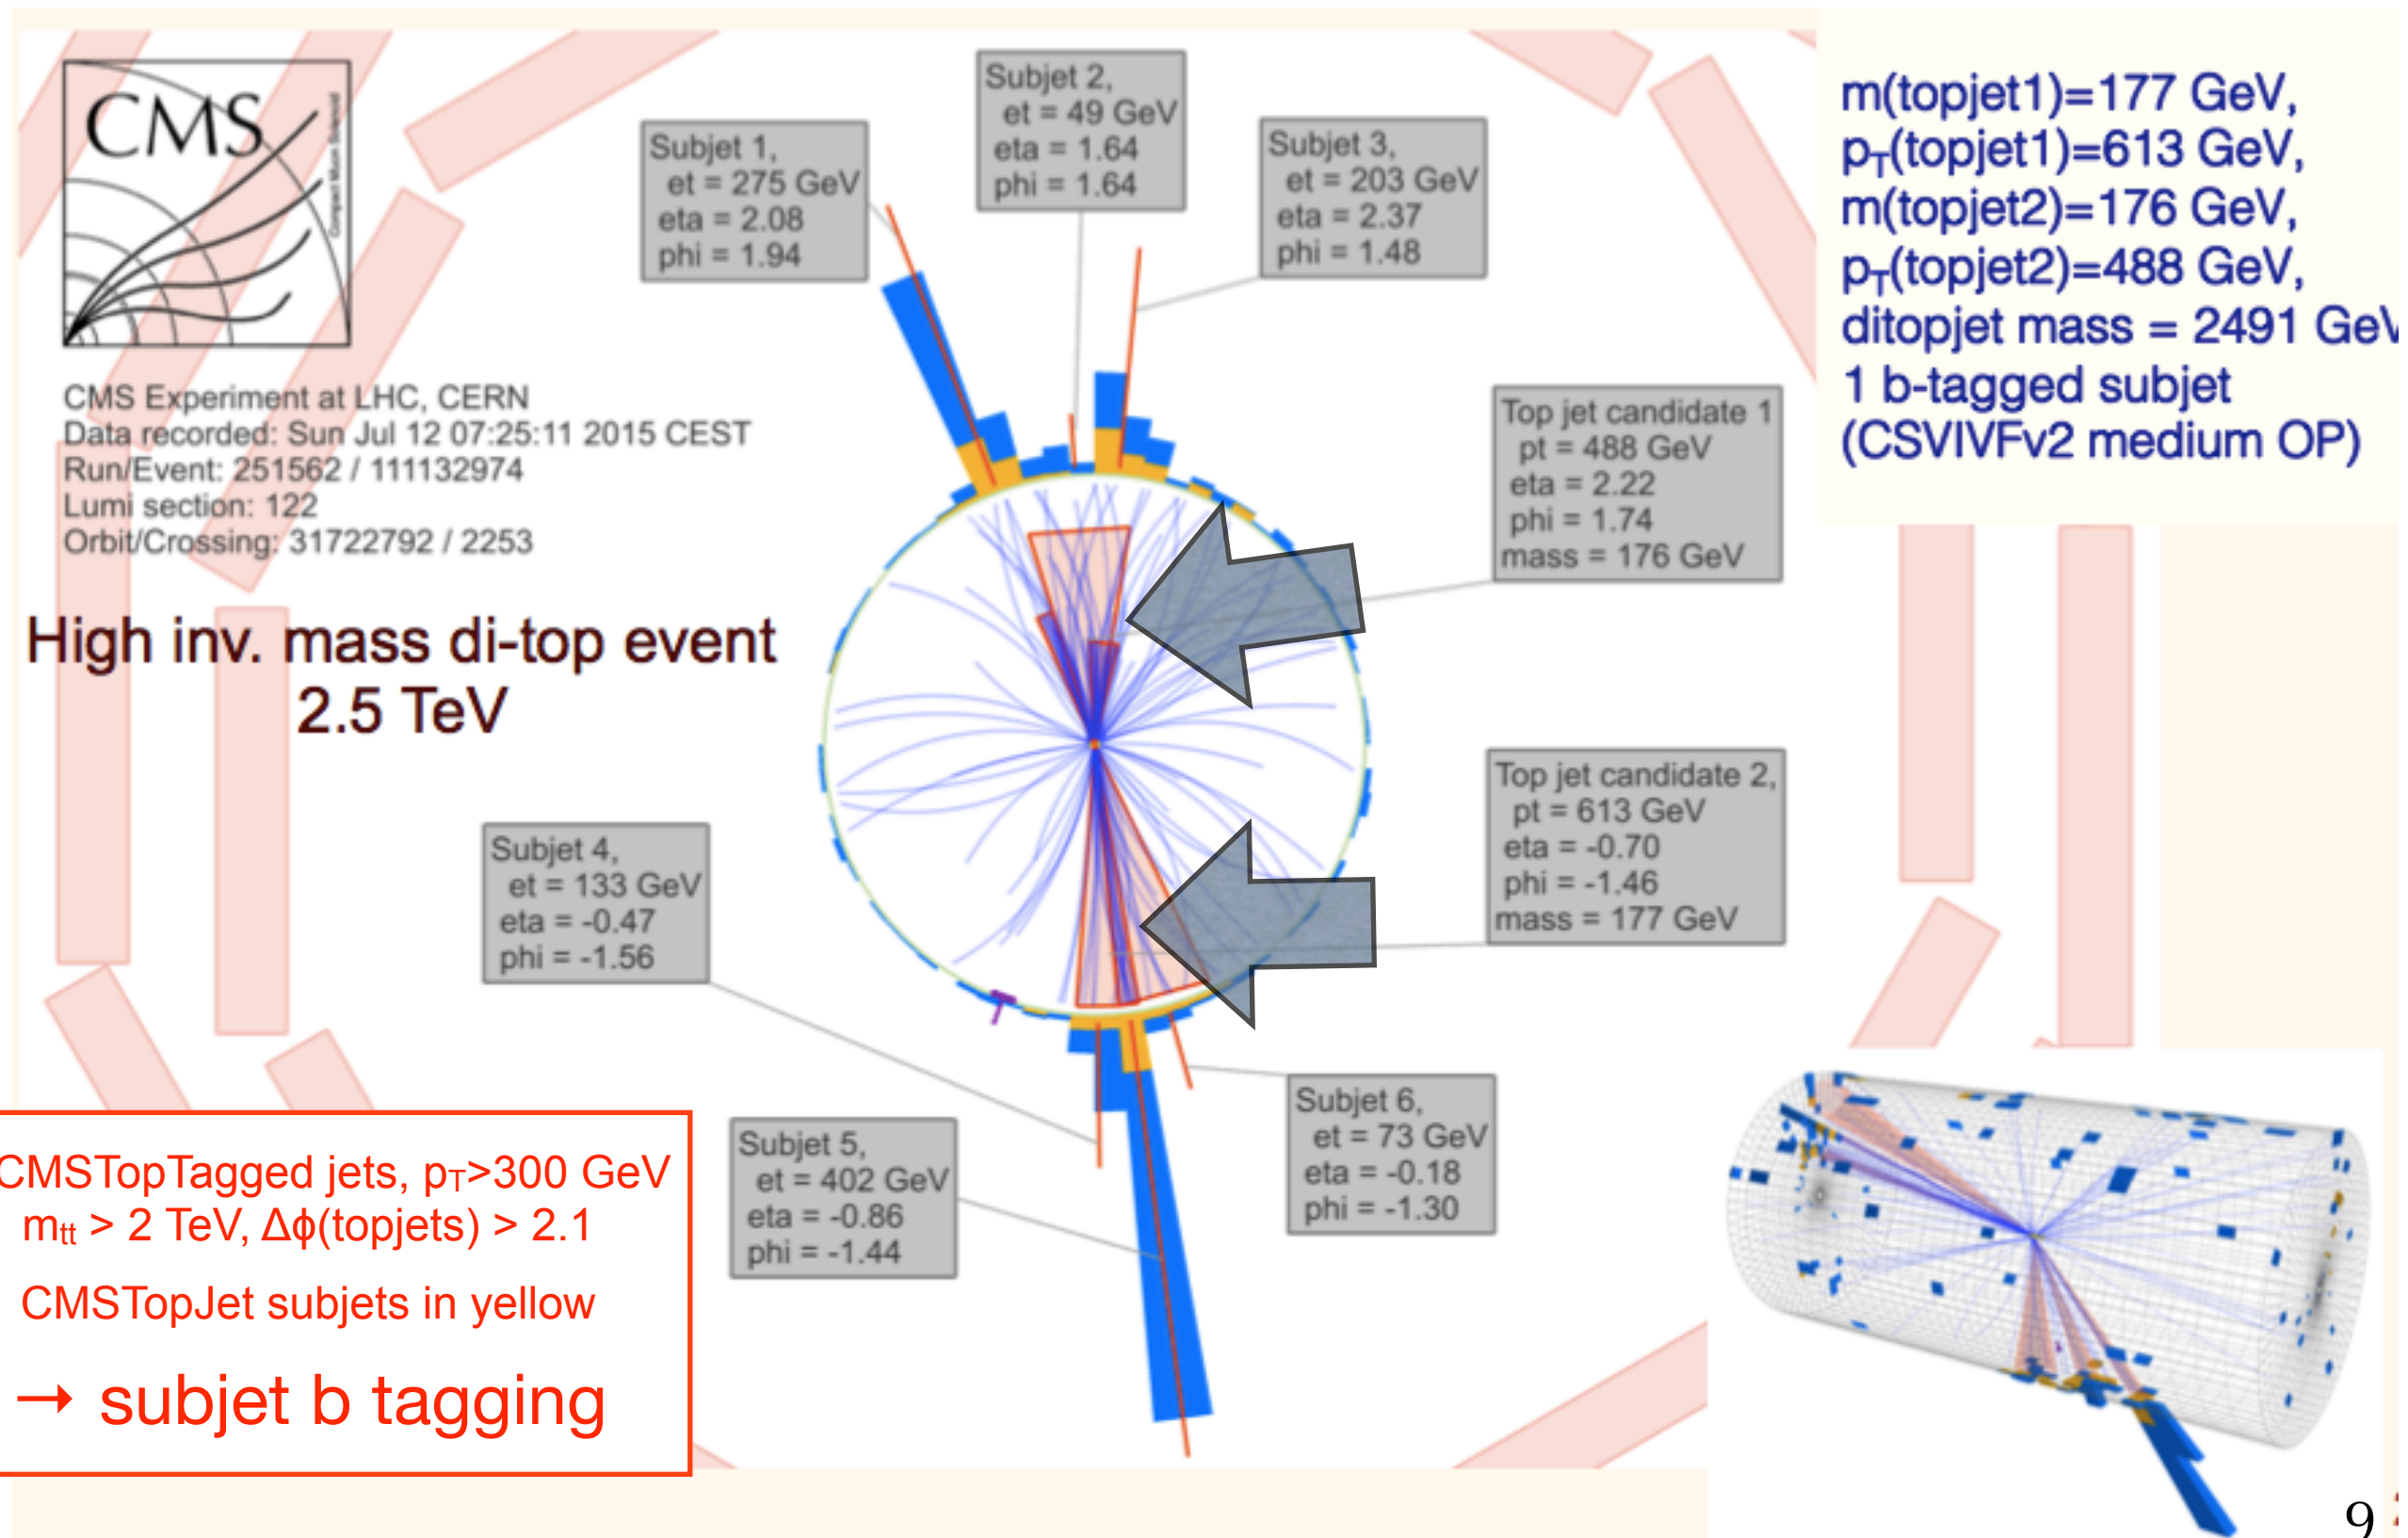 CMS
Compact Muon Solenoid
CMS Experiment at LHC, CERN
Data recorded: Sun Jul 12 07:25:11 2015 CEST
Run/Event: 251562 / 111132974
Lumi section: 122
Orbit/Crossing: 31722792 / 2253
High inv. mass di-top event
2.5 TeV
Subjet 1,
et = 275 GeV
eta = 2.08
phi = 1.94
Subjet 2,
et = 49 GeV
eta = 1.64
phi = 1.64
Subjet 3,
et = 203 GeV
eta = 2.37
phi = 1.48
m(topjet1)=177 GeV,
pT(topjet1)=613 GeV,
m(topjet2)=176 GeV,
pT(topjet2)=488 GeV,
ditopjet mass = 2491 GeV
1 b-tagged subjet
(CSVIVFv2 medium OP)
Top jet candidate 1
pt = 488 GeV
eta = 2.22
phi = 1.74
mass = 176 GeV
Top jet candidate 2,
pt = 613 GeV
eta = -0.70
phi = -1.46
mass = 177 GeV
Subjet 4,
et = 133 GeV
eta = -0.47
phi = -1.56
Subjet 5,
et = 402 GeV
eta = -0.86
phi = -1.44
Subjet 6,
et = 73 GeV
eta = -0.18
phi = -1.30
CMSTopTagged jets, pT>300 GeV
mtt > 2 TeV, Δϕ(topjets) > 2.1
CMSTopJet subjets in yellow
→ subjet b tagging
9